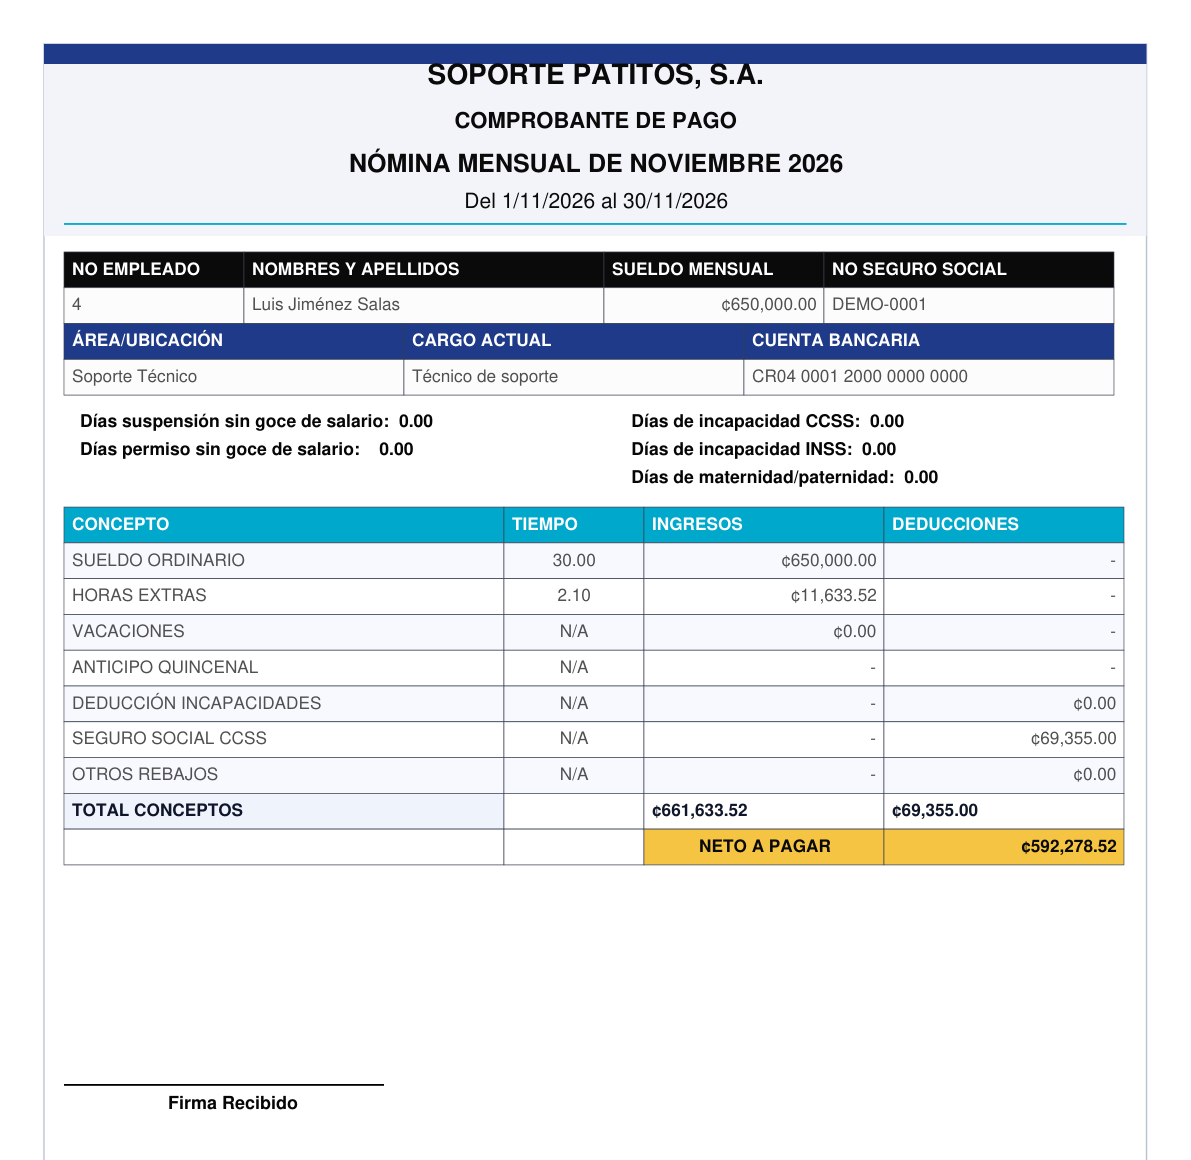 SOPORTE PATITOS, S.A.
COMPROBANTE DE PAGO
NÓMINA MENSUAL DE NOVIEMBRE 2026
Del 1/11/2026 al 30/11/2026
NO EMPLEADO NOMBRES Y APELLIDOS SUELDO MENSUAL NO SEGURO SOCIAL
4 Luis Jiménez Salas ¢650,000.00 DEMO-0001
ÁREA/UBICACIÓN CARGO ACTUAL CUENTA BANCARIA
Soporte Técnico Técnico de soporte CR04 0001 2000 0000 0000
Días suspensión sin goce de salario: 0.00 Días de incapacidad CCSS: 0.00
Días permiso sin goce de salario: 0.00 Días de incapacidad INSS: 0.00
Días de maternidad/paternidad: 0.00
CONCEPTO TIEMPO INGRESOS DEDUCCIONES
SUELDO ORDINARIO 30.00 ¢650,000.00 -
HORAS EXTRAS 2.10 ¢11,633.52 -
VACACIONES N/A ¢0.00 -
ANTICIPO QUINCENAL N/A - -
DEDUCCIÓN INCAPACIDADES N/A - ¢0.00
SEGURO SOCIAL CCSS N/A - ¢69,355.00
OTROS REBAJOS N/A - ¢0.00
TOTAL CONCEPTOS ¢661,633.52 ¢69,355.00
NETO A PAGAR ¢592,278.52
Firma Recibido